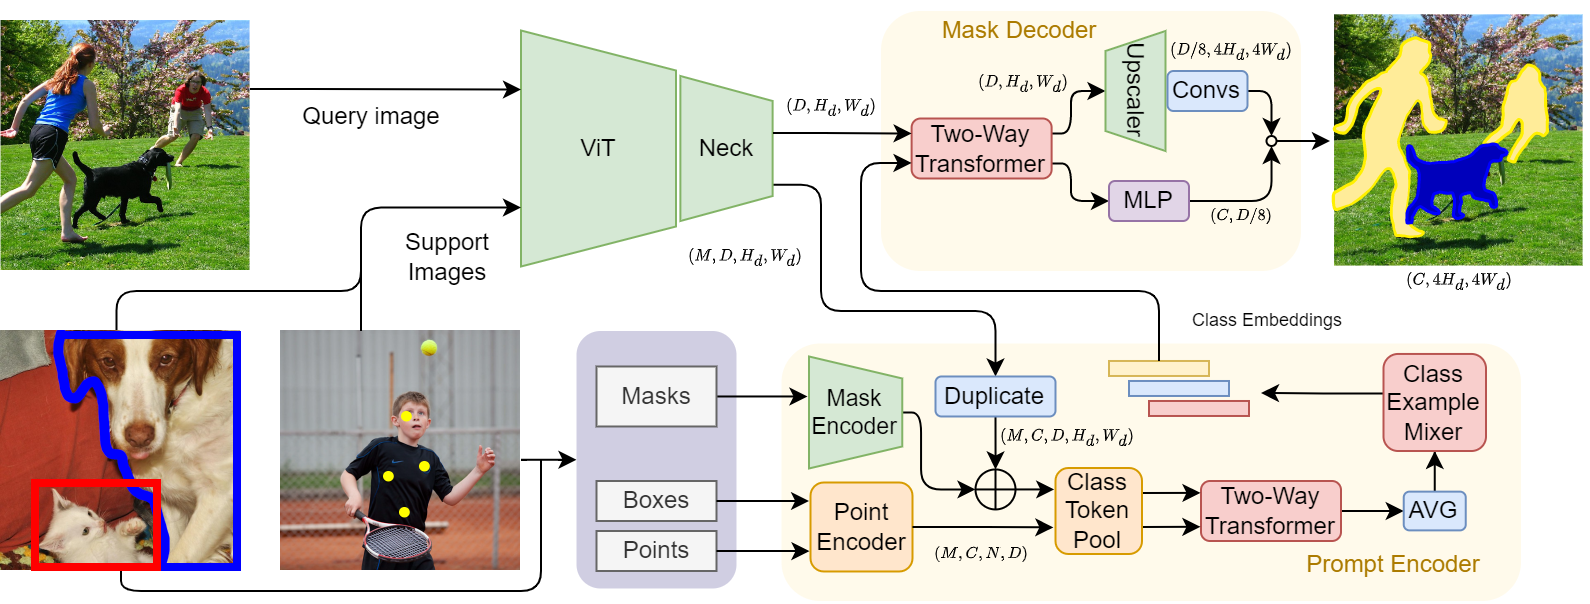 Mask Decoder
Query image
ViT
Neck
(D, H_d, W_d)
Two-Way
Transformer
(D, H_d, W_d)
Upscaler
(D/8, 4H_d, 4W_d)
Convs
MLP
(C, D/8)
(C, 4H_d, 4W_d)
Support
Images
(M, D, H_d, W_d)
Class Embeddings
Masks
Boxes
Points
Mask
Encoder
Point
Encoder
Duplicate
(M, C, D, H_d, W_d)
(M, C, N, D)
Class
Token
Pool
Two-Way
Transformer
AVG
Class
Example
Mixer
Prompt Encoder